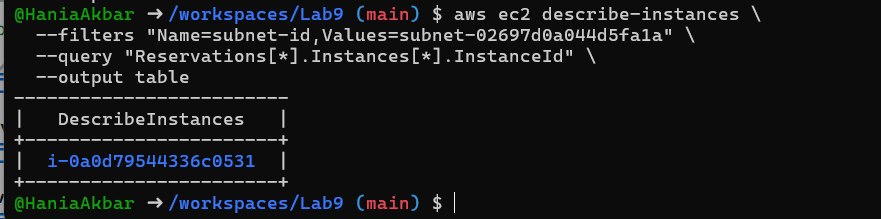 @HaniaAkbar ➜ /workspaces/Lab9 (main) $ aws ec2 describe-instances \
  --filters "Name=subnet-id,Values=subnet-02697d0a044d5fa1a" \
  --query "Reservations[*].Instances[*].InstanceId" \
  --output table
-------------------------
|   DescribeInstances   |
+-----------------------+
|  i-0a0d79544336c0531  |
+-----------------------+
@HaniaAkbar ➜ /workspaces/Lab9 (main) $